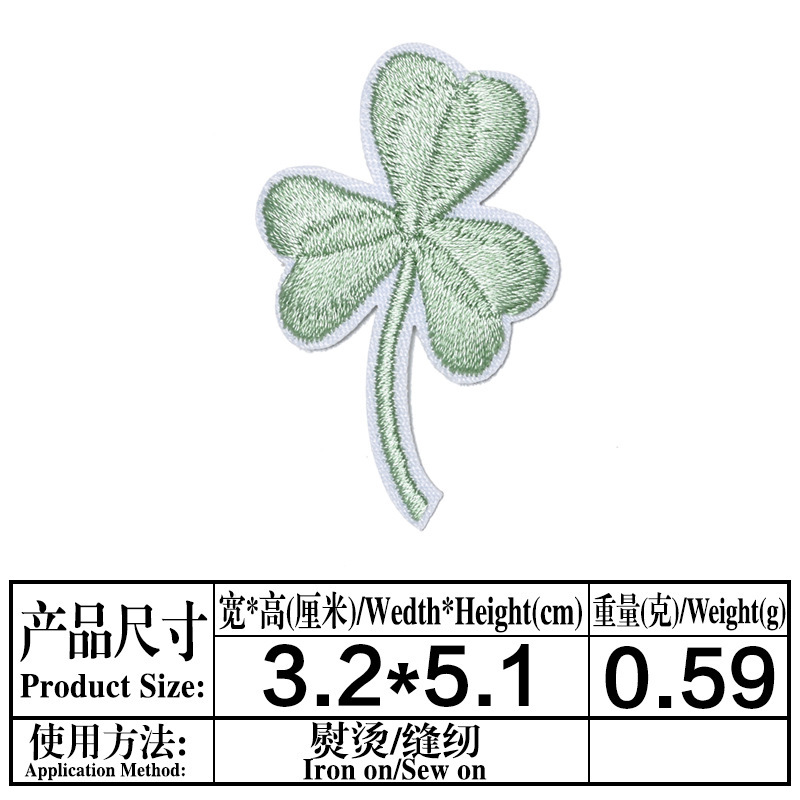 产品尺寸
Product Size:
宽*高(厘米)/Wedth*Height(cm)
重量(克)/Weight(g)
3.2*5.1
0.59
使用方法:
Application Method:
熨烫/缝纫
Iron on/Sew on